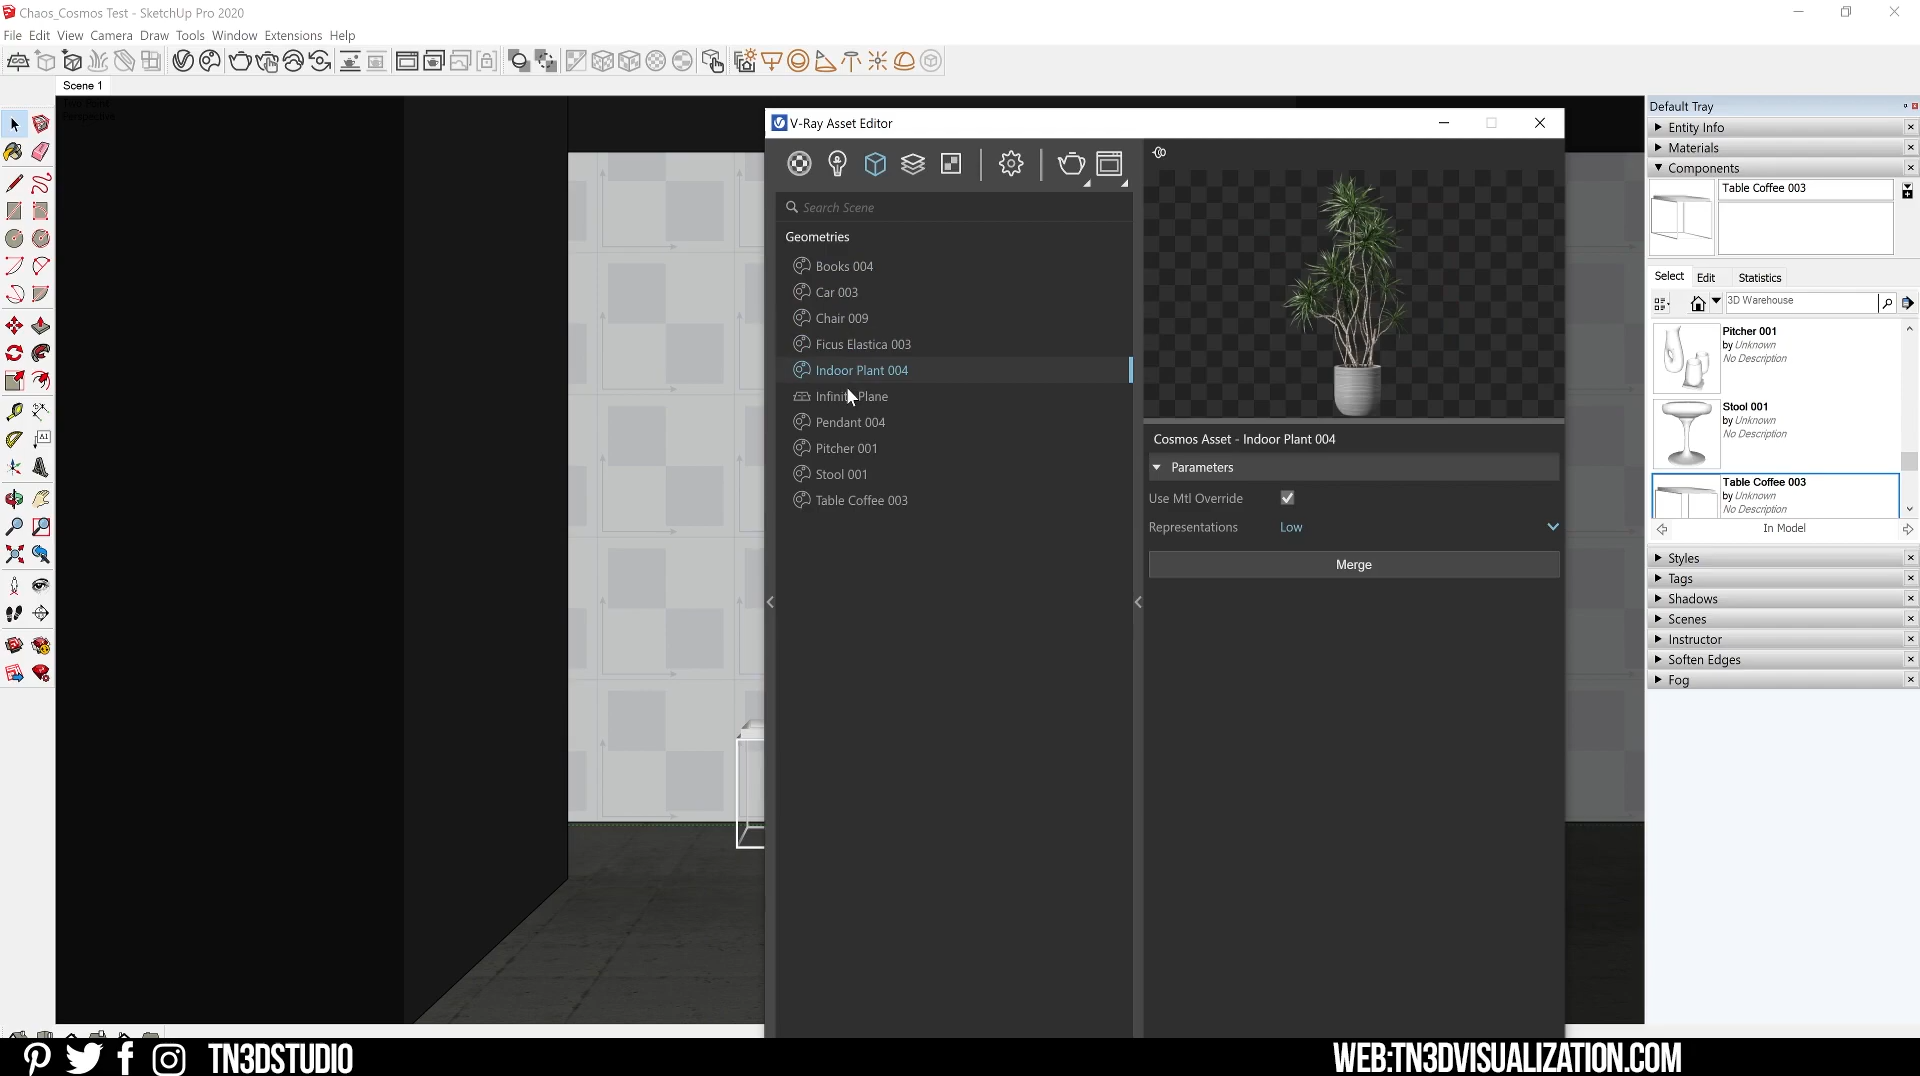 Chaos_Cosmos Test - SketchUp Pro 2020
File Edit View Camera Draw Tools Window Extensions Help
Scene 1
Two Point
Perspective
V-Ray Asset Editor
Search Scene
Geometries
Books 004
Car 003
Chair 009
Ficus Elastica 003
Indoor Plant 004
Infinite Plane
Pendant 004
Pitcher 001
Stool 001
Table Coffee 003
Cosmos Asset - Indoor Plant 004
Parameters
Use Mtl Override
Representations Low
Merge
Default Tray
Entity Info
Materials
Components
Table Coffee 003
Select Edit Statistics
3D Warehouse
Pitcher 001
by Unknown
No Description
Stool 001
by Unknown
No Description
Table Coffee 003
by Unknown
No Description
In Model
Styles
Tags
Shadows
Scenes
Instructor
Soften Edges
Fog
TN3DSTUDIO
WEB:TN3DVISUALIZATION.COM